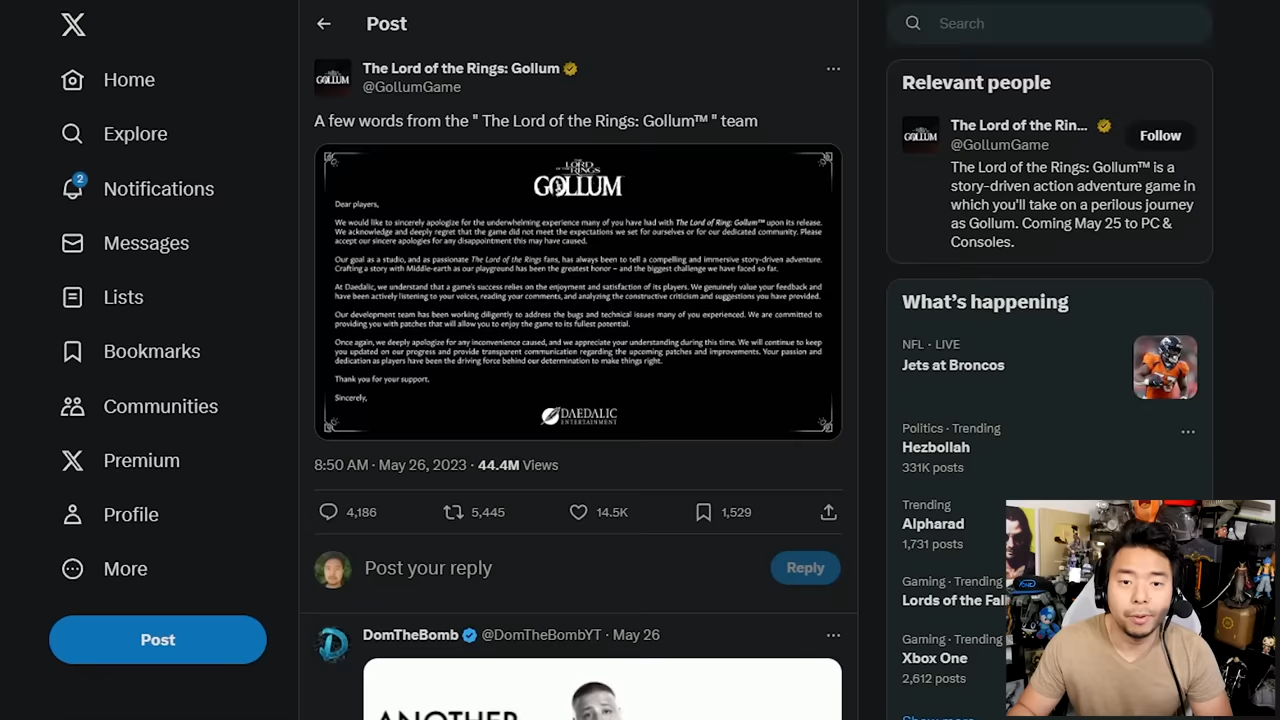 Home
Explore
2
Notifications
Messages
Lists
Bookmarks
Communities
Premium
Profile
More
Post
Post
GOLLUM
The Lord of the Rings: Gollum
@GollumGame
A few words from the " The Lord of the Rings: Gollum™ " team
THE
LORD
OF THE RINGS
GOLLUM
Dear players,
We would like to sincerely apologize for the underwhelming experience many of you have had with The Lord of Ring: Gollum™ upon its release.
We acknowledge and deeply regret that the game did not meet the expectations we set for ourselves or for our dedicated community. Please
accept our sincere apologies for any disappointment this may have caused.
Our goal as a studio, and as passionate The Lord of the Rings fans, has always been to tell a compelling and immersive story-driven adventure.
Crafting a story with Middle-earth as our playground has been the greatest honor – and the biggest challenge we have faced so far.
At Daedalic, we understand that a game's success relies on the enjoyment and satisfaction of its players. We genuinely value your feedback and
have been actively listening to your voices, reading your comments, and analyzing the constructive criticism and suggestions you have provided.
Our development team has been working diligently to address the bugs and technical issues many of you experienced. We are committed to
providing you with patches that will allow you to enjoy the game to its fullest potential.
Once again, we deeply apologize for any inconvenience caused, and we appreciate your understanding during this time. We will continue to keep
you updated on our progress and provide transparent communication regarding the upcoming patches and improvements. Your passion and
dedication as players have been the driving force behind our determination to make things right.
Thank you for your support.
Sincerely,
DAEDALIC
ENTERTAINMENT
8:50 AM · May 26, 2023 · 44.4M Views
4,186
5,445
14.5K
1,529
Post your reply
Reply
DomTheBomb @DomTheBombYT · May 26
ANOTHER
Search
Relevant people
GOLLUM
The Lord of the Rin...
@GollumGame
Follow
The Lord of the Rings: Gollum™ is a
story-driven action adventure game in
which you'll take on a perilous journey
as Gollum. Coming May 25 to PC &
Consoles.
What's happening
NFL · LIVE
Jets at Broncos
Politics · Trending
Hezbollah
331K posts
Trending
Alpharad
1,731 posts
Gaming · Trending
Lords of the Fall
Gaming · Trending
Xbox One
2,612 posts
Show more